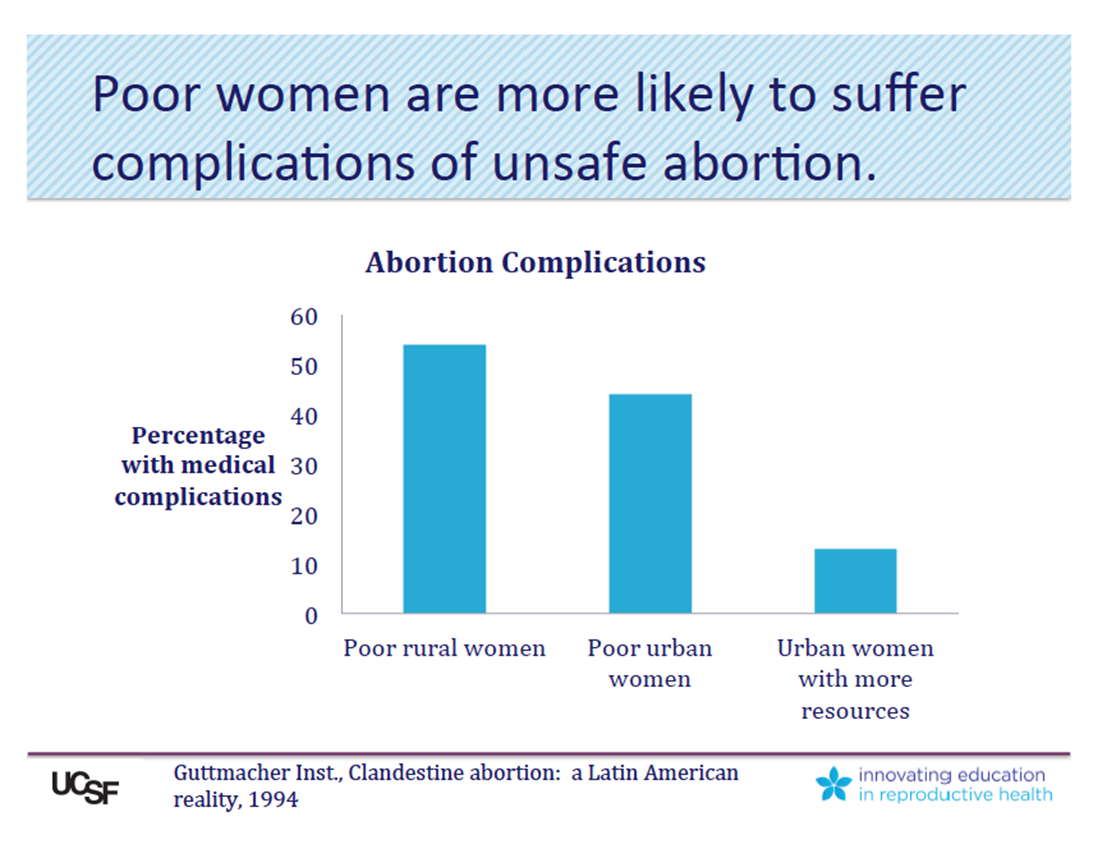 Poor women are more likely to suffer
complications of unsafe abortion.
Abortion Complications
60
50
40
30
20
10
0
Percentage
with medical
complications
Poor rural women
Poor urban
women
Urban women
with more
resources
UCSF
Guttmacher Inst., Clandestine abortion:  a Latin American
reality, 1994
innovating education
in reproductive health